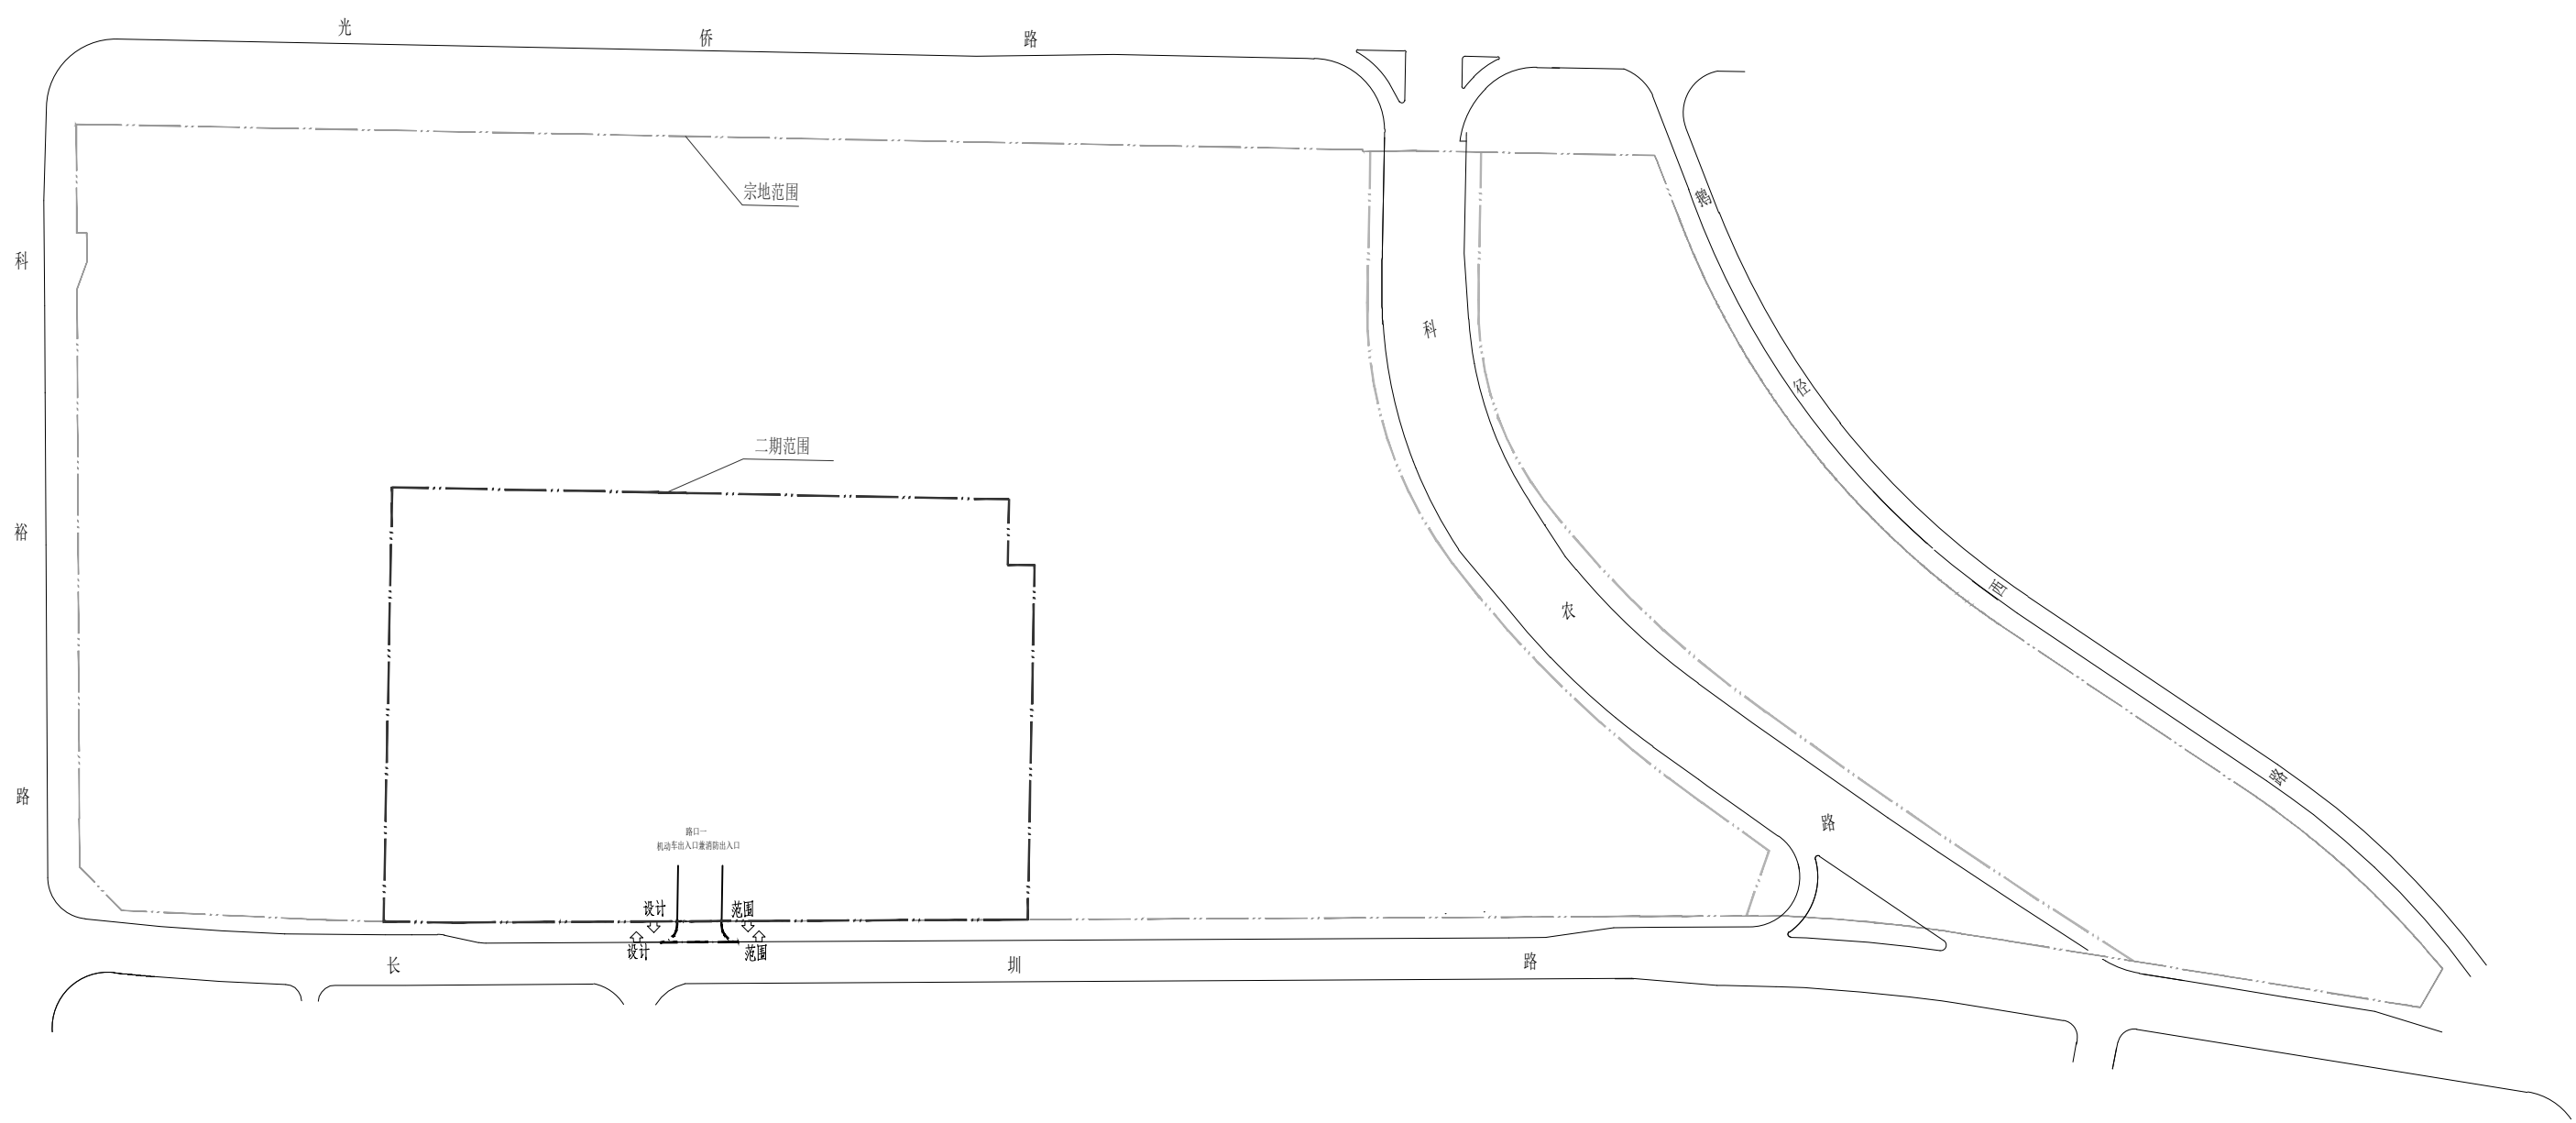 光侨路
宗地范围
科裕路
鹅径西路
科农路
二期范围
路口一
机动车出入口兼消防出入口
设计 范围
设计 范围
长圳路